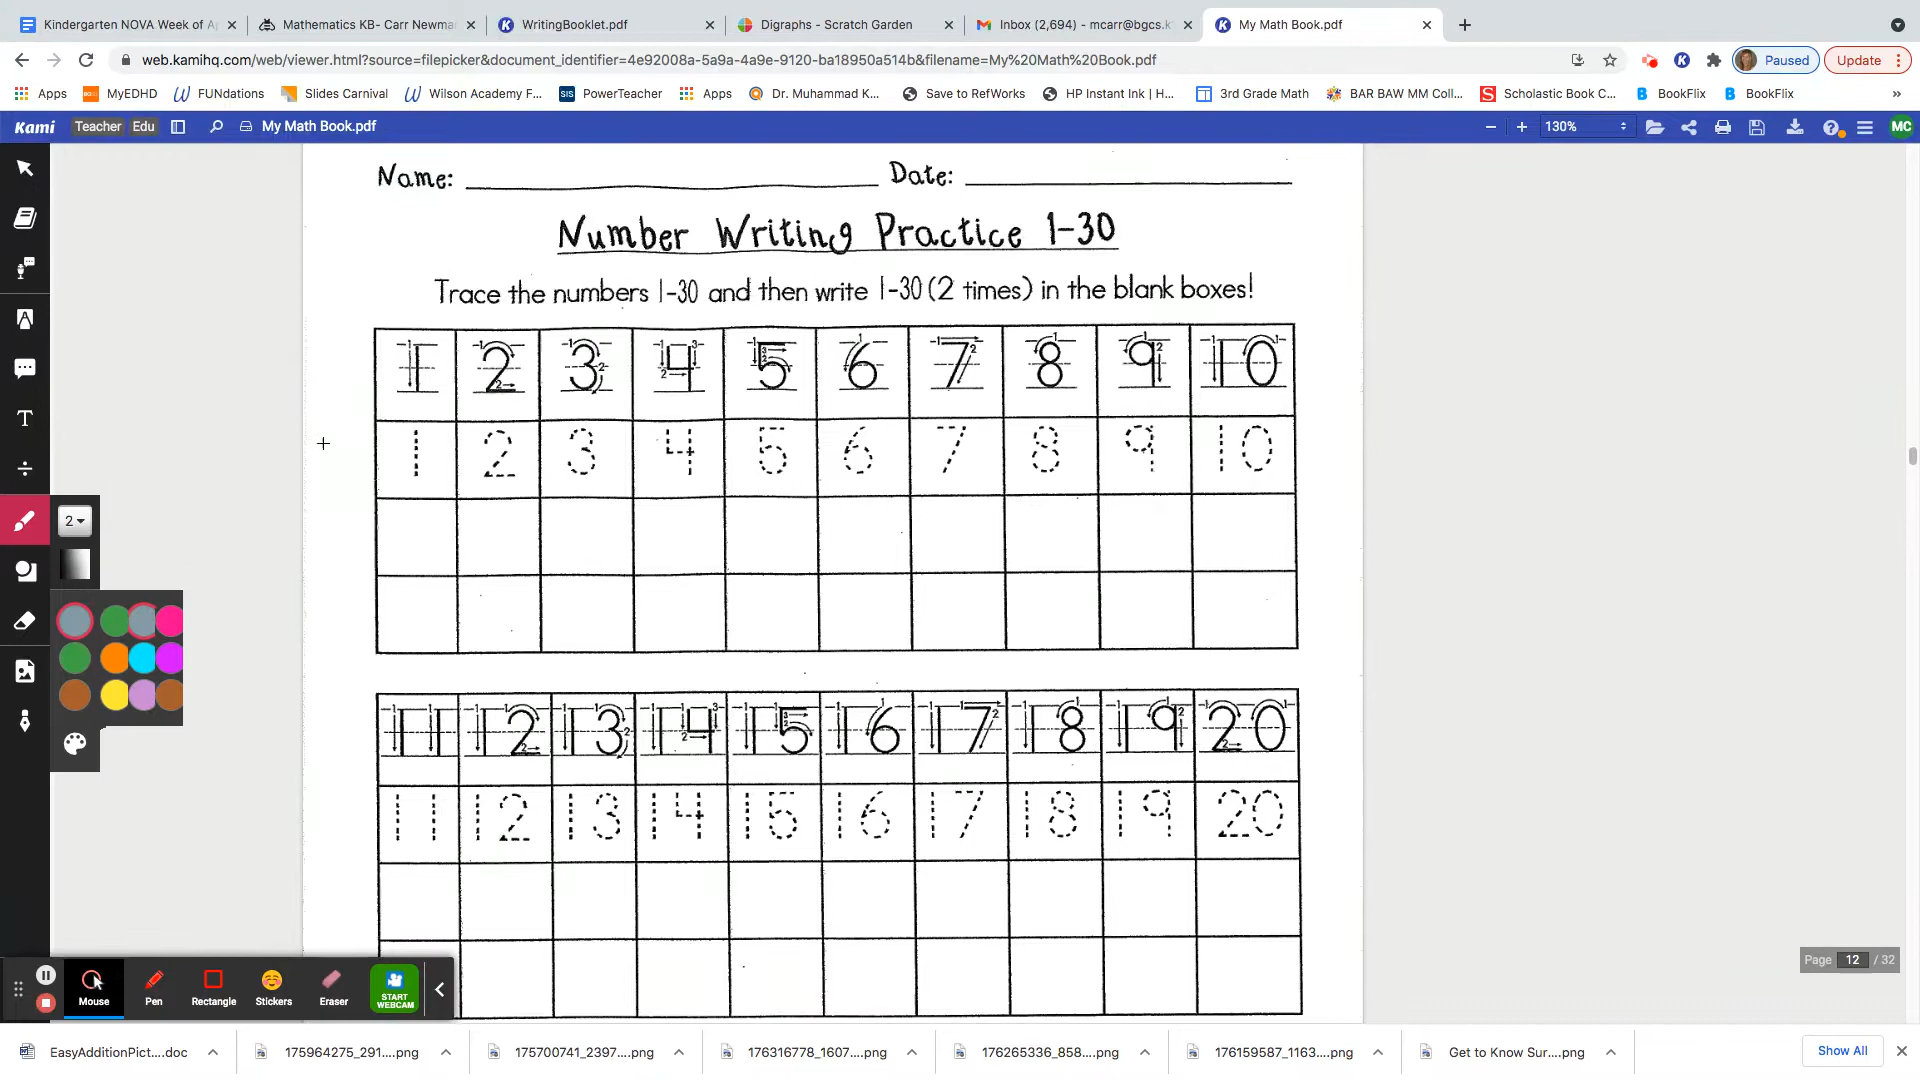 Kindergarten NOVA Week of Ap
Mathematics KB- Carr Newman
WritingBooklet.pdf
Digraphs - Scratch Garden
Inbox (2,694) - mcarr@bgcs.k
My Math Book.pdf
web.kamihq.com/web/viewer.html?source=filepicker&document_identifier=4e92008a-5a9a-4a9e-9120-ba18950a514b&filename=My%20Math%20Book.pdf
Paused
Update
Apps
MyEDHD
FUNdations
Slides Carnival
Wilson Academy F...
PowerTeacher
Apps
Dr. Muhammad K...
Save to RefWorks
HP Instant Ink | H...
3rd Grade Math
BAR BAW MM Coll...
Scholastic Book C...
BookFlix
BookFlix
»
Kami
Teacher
Edu
My Math Book.pdf
130%
MC
Name: Date:
Number Writing Practice 1-30
Trace the numbers 1-30 and then write 1-30 (2 times) in the blank boxes!
1 2 3 4 5 6 7 8 9 10
1 2 3 4 5 6 7 8 9 10
11 12 13 14 15 16 17 18 19 20
11 12 13 14 15 16 17 18 19 20
2
Page 12 / 32
Mouse
Pen
Rectangle
Stickers
Eraser
START
WEBCAM
EasyAdditionPict....doc
175964275_291....png
175700741_2397....png
176316778_1607....png
176265336_858....png
176159587_1163....png
Get to Know Sur....png
Show All